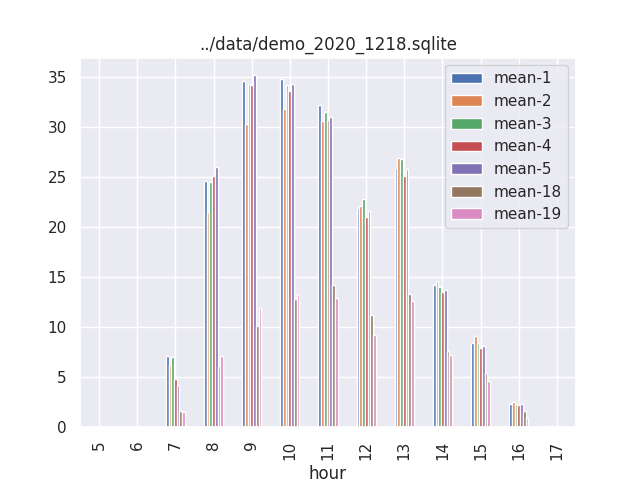 ../data/demo_2020_1218.sqlite
35
30
25
20
15
10
5
0
mean-1
mean-2
mean-3
mean-4
mean-5
mean-18
mean-19
5 6 7 8 9 10 11 12 13 14 15 16 17
hour